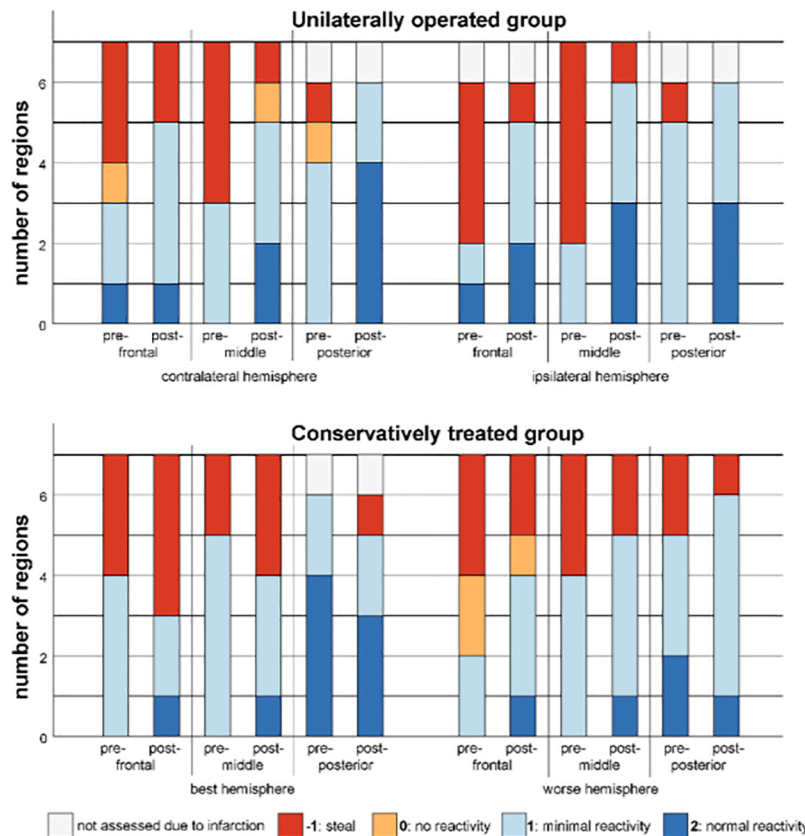 Unilaterally operated group
number of regions
6
4
2
0
pre- post- pre- post- pre- post- pre- post- pre- post- pre- post-
frontal middle posterior frontal middle posterior
contralateral hemisphere ipsilateral hemisphere
Conservatively treated group
number of regions
6
4
2
0
pre- post- pre- post- pre- post- pre- post- pre- post- pre- post-
frontal middle posterior frontal middle posterior
best hemisphere worse hemisphere
not assessed due to infarction -1: steal 0: no reactivity 1: minimal reactivity 2: normal reactivity